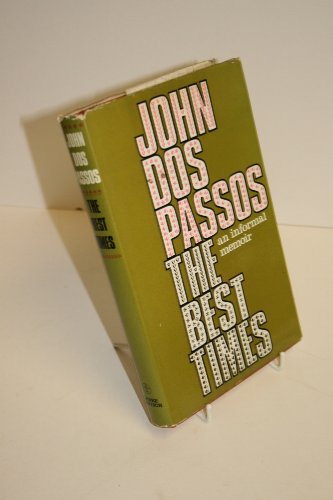 JOHN
DOS
PASSOS
THE
BEST
TIMES
an informal
memoir
JOHN
DOS
PASSOS
THE
BEST
TIMES